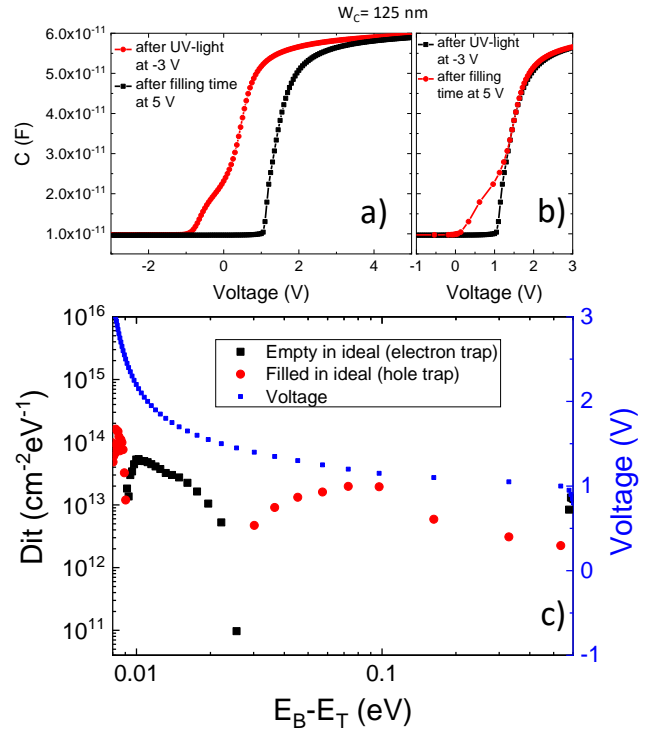 W_C= 125 nm
6.0x10^-11
5.0x10^-11
4.0x10^-11
3.0x10^-11
2.0x10^-11
1.0x10^-11
C (F)
after UV-light
at -3 V
after filling time
at 5 V
a)
-2 0 2 4
Voltage (V)
after UV-light
at -3 V
after filling
time at 5 V
b)
-1 0 1 2 3
Voltage (V)
10^16
10^15
10^14
10^13
10^12
10^11
Dit (cm^-2eV^-1)
Empty in ideal (electron trap)
Filled in ideal (hole trap)
Voltage
c)
3
2
1
0
-1
Voltage (V)
0.01 0.1
E_B-E_T (eV)